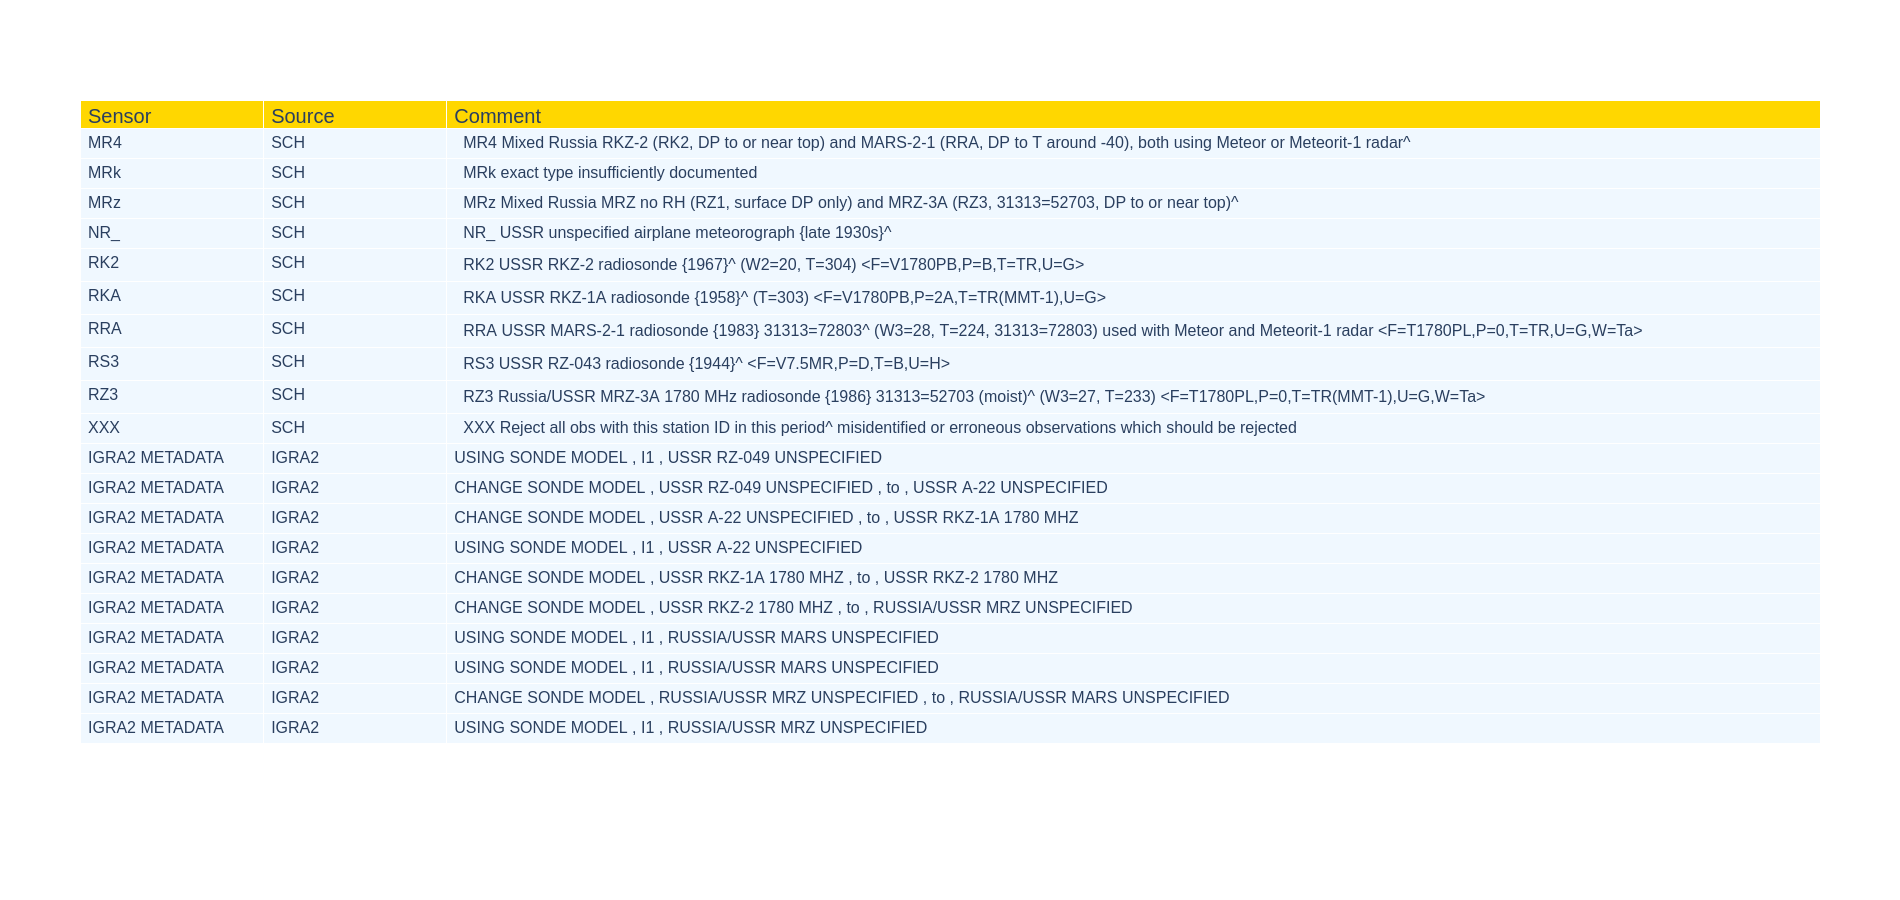 Sensor Source Comment
MR4 SCH MR4 Mixed Russia RKZ-2 (RK2, DP to or near top) and MARS-2-1 (RRA, DP to T around -40), both using Meteor or Meteorit-1 radar^
MRk SCH MRk exact type insufficiently documented
MRz SCH MRz Mixed Russia MRZ no RH (RZ1, surface DP only) and MRZ-3A (RZ3, 31313=52703, DP to or near top)^
NR_ SCH NR_ USSR unspecified airplane meteorograph {late 1930s}^
RK2 SCH RK2 USSR RKZ-2 radiosonde {1967}^ (W2=20, T=304) <F=V1780PB,P=B,T=TR,U=G>
RKA SCH RKA USSR RKZ-1A radiosonde {1958}^ (T=303) <F=V1780PB,P=2A,T=TR(MMT-1),U=G>
RRA SCH RRA USSR MARS-2-1 radiosonde {1983} 31313=72803^ (W3=28, T=224, 31313=72803) used with Meteor and Meteorit-1 radar <F=T1780PL,P=0,T=TR,U=G,W=Ta>
RS3 SCH RS3 USSR RZ-043 radiosonde {1944}^ <F=V7.5MR,P=D,T=B,U=H>
RZ3 SCH RZ3 Russia/USSR MRZ-3A 1780 MHz radiosonde {1986} 31313=52703 (moist)^ (W3=27, T=233) <F=T1780PL,P=0,T=TR(MMT-1),U=G,W=Ta>
XXX SCH XXX Reject all obs with this station ID in this period^ misidentified or erroneous observations which should be rejected
IGRA2 METADATA IGRA2 USING SONDE MODEL , I1 , USSR RZ-049 UNSPECIFIED
IGRA2 METADATA IGRA2 CHANGE SONDE MODEL , USSR RZ-049 UNSPECIFIED , to , USSR A-22 UNSPECIFIED
IGRA2 METADATA IGRA2 CHANGE SONDE MODEL , USSR A-22 UNSPECIFIED , to , USSR RKZ-1A 1780 MHZ
IGRA2 METADATA IGRA2 USING SONDE MODEL , I1 , USSR A-22 UNSPECIFIED
IGRA2 METADATA IGRA2 CHANGE SONDE MODEL , USSR RKZ-1A 1780 MHZ , to , USSR RKZ-2 1780 MHZ
IGRA2 METADATA IGRA2 CHANGE SONDE MODEL , USSR RKZ-2 1780 MHZ , to , RUSSIA/USSR MRZ UNSPECIFIED
IGRA2 METADATA IGRA2 USING SONDE MODEL , I1 , RUSSIA/USSR MARS UNSPECIFIED
IGRA2 METADATA IGRA2 USING SONDE MODEL , I1 , RUSSIA/USSR MARS UNSPECIFIED
IGRA2 METADATA IGRA2 CHANGE SONDE MODEL , RUSSIA/USSR MRZ UNSPECIFIED , to , RUSSIA/USSR MARS UNSPECIFIED
IGRA2 METADATA IGRA2 USING SONDE MODEL , I1 , RUSSIA/USSR MRZ UNSPECIFIED